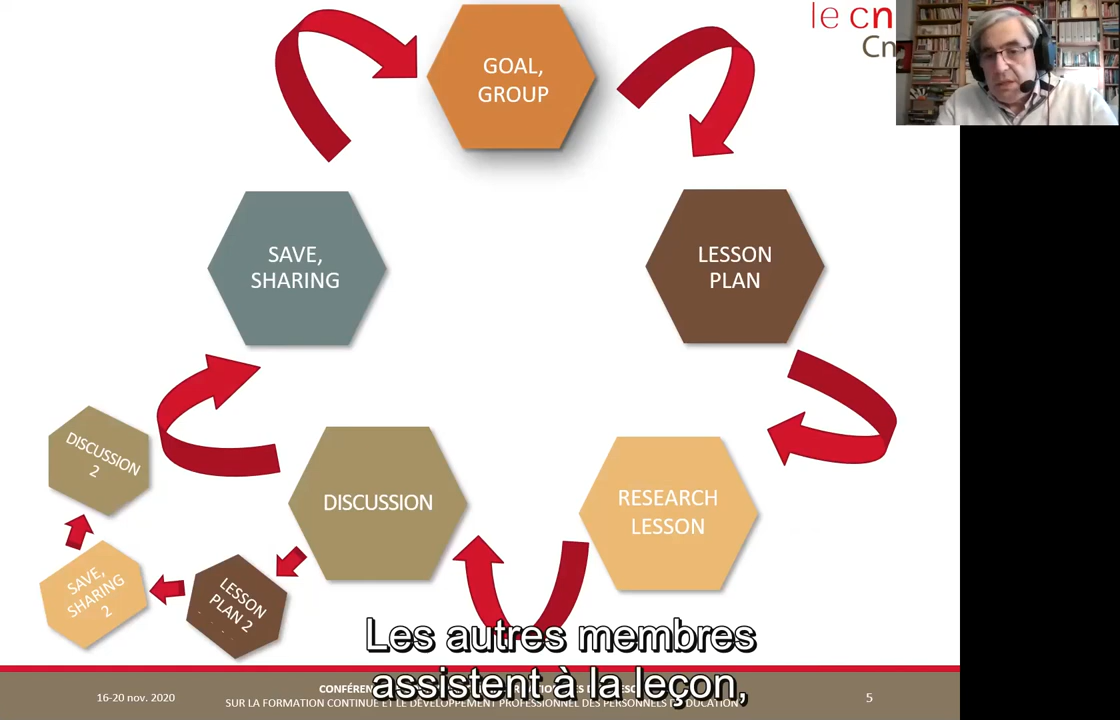 le cn
Cn
GOAL,
GROUP
SAVE,
SHARING
LESSON
PLAN
DISCUSSION
2
DISCUSSION
RESEARCH
LESSON
SAVE,
SHARING
2
LESSON
PLAN 2
Les autres membres
assistent à la leçon,
16-20 nov. 2020
CONFÉRENCE
SUR LA FORMATION CONTINUE ET LE DÉVELOPPEMENT PROFESSIONNEL DES PERSONNELS D'ÉDUCATION
5